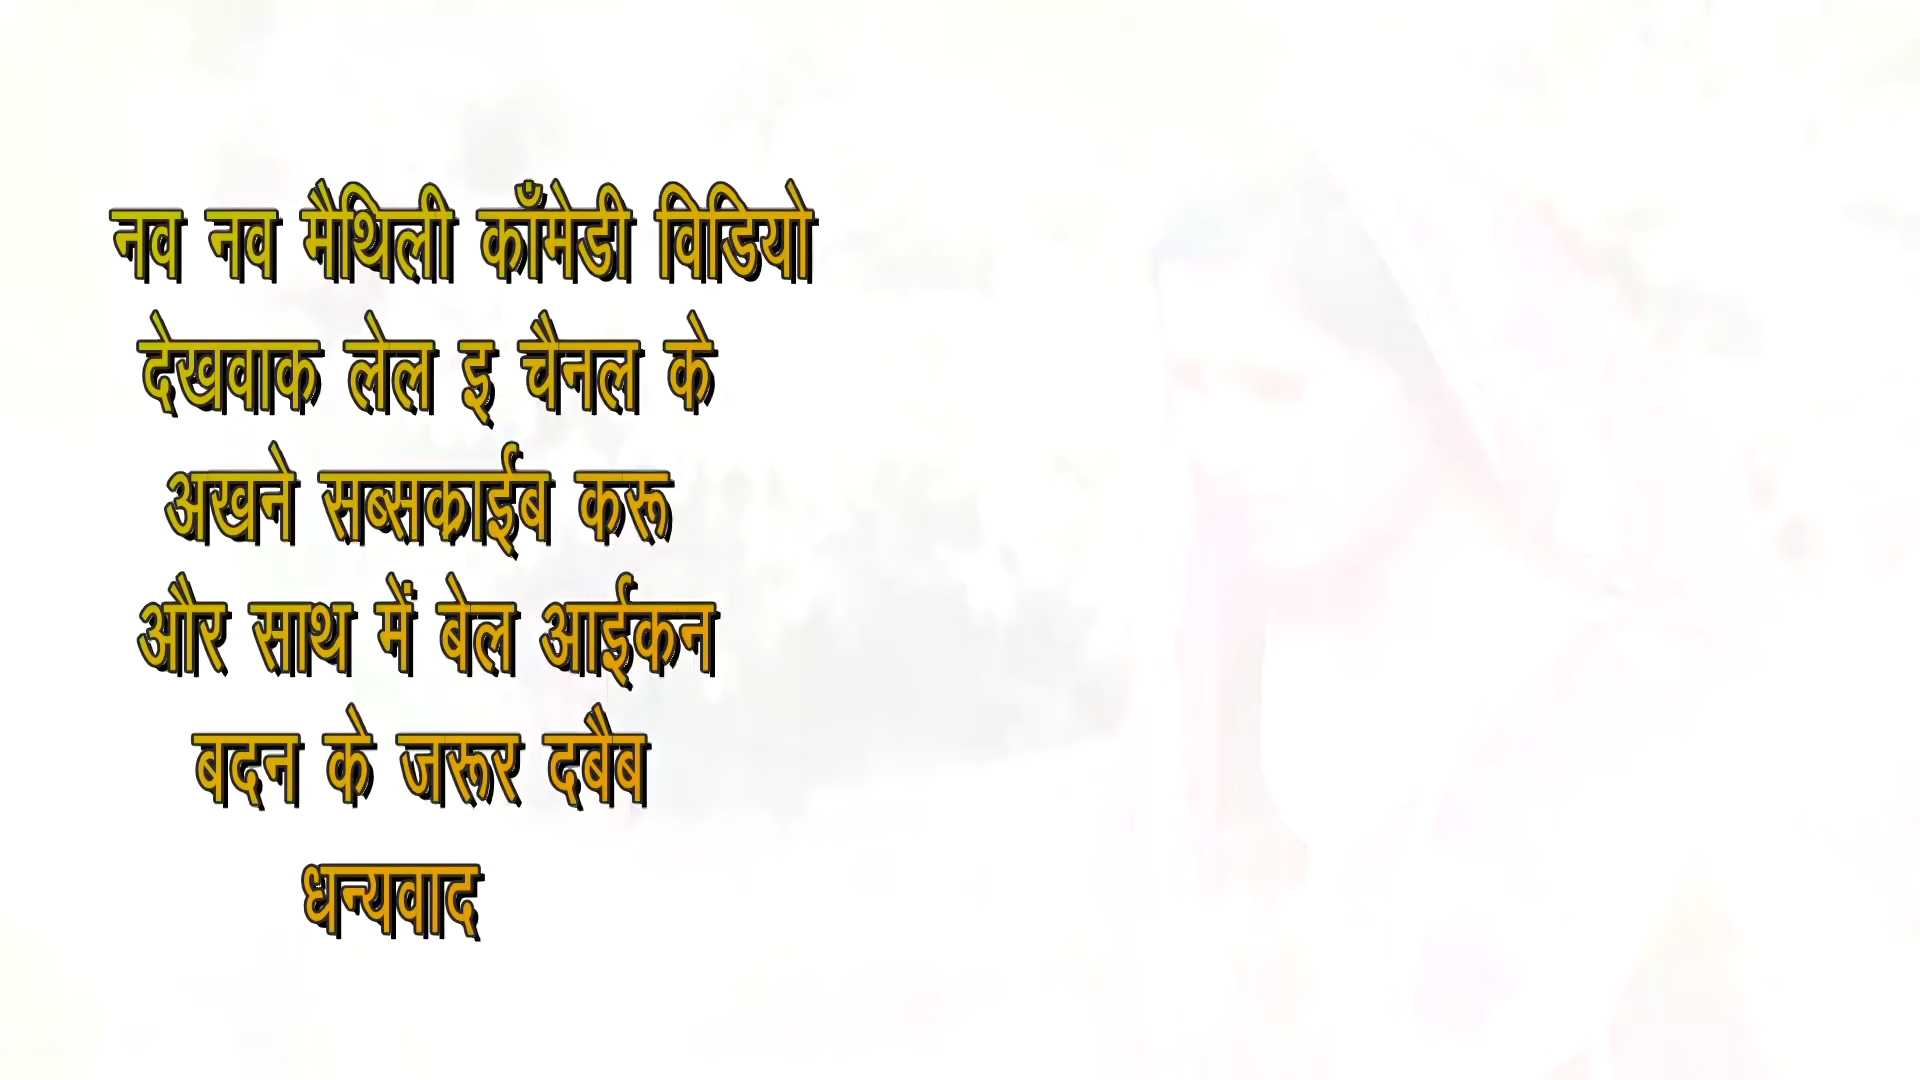 नव नव मैथिली काँमेडी विडियो
देखवाक लेल इ चैनल के
अखने सब्सक्राईब करू
और साथ में बेल आईकन
बदन के जरूर दबैब
धन्यवाद